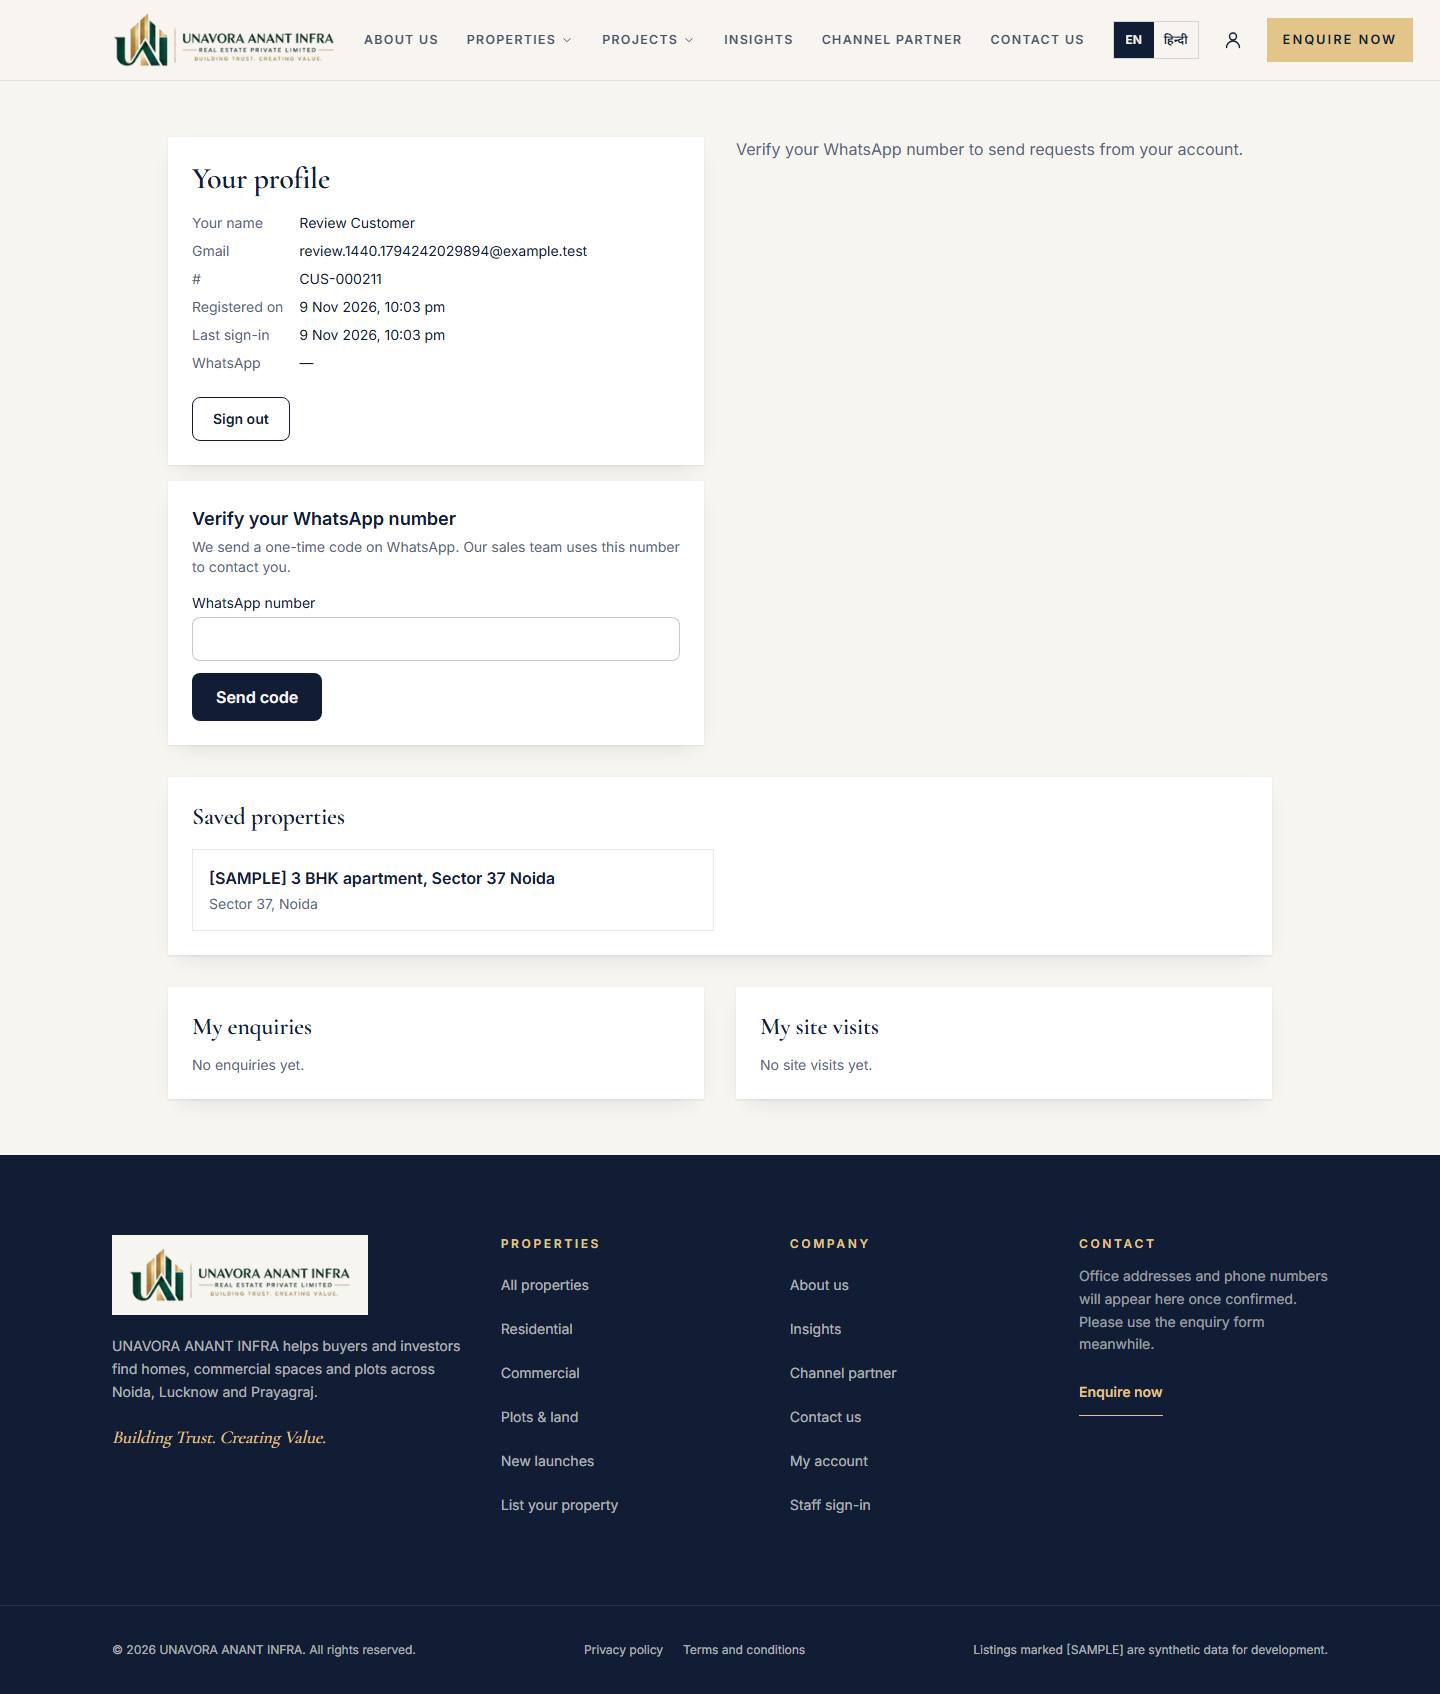 UNAVORA ANANT INFRA
REAL ESTATE PRIVATE LIMITED
BUILDING TRUST. CREATING VALUE.
ABOUT US
PROPERTIES
PROJECTS
INSIGHTS
CHANNEL PARTNER
CONTACT US
EN
हिन्दी
ENQUIRE NOW
Your profile
Your name Review Customer
Gmail review.1440.1794242029894@example.test
# CUS-000211
Registered on 9 Nov 2026, 10:03 pm
Last sign-in 9 Nov 2026, 10:03 pm
WhatsApp —
Sign out
Verify your WhatsApp number to send requests from your account.
Verify your WhatsApp number
We send a one-time code on WhatsApp. Our sales team uses this number
to contact you.
WhatsApp number
Send code
Saved properties
[SAMPLE] 3 BHK apartment, Sector 37 Noida
Sector 37, Noida
My enquiries
No enquiries yet.
My site visits
No site visits yet.
UNAVORA ANANT INFRA
REAL ESTATE PRIVATE LIMITED
BUILDING TRUST. CREATING VALUE.
UNAVORA ANANT INFRA helps buyers and investors
find homes, commercial spaces and plots across
Noida, Lucknow and Prayagraj.
Building Trust. Creating Value.
PROPERTIES
All properties
Residential
Commercial
Plots & land
New launches
List your property
COMPANY
About us
Insights
Channel partner
Contact us
My account
Staff sign-in
CONTACT
Office addresses and phone numbers
will appear here once confirmed.
Please use the enquiry form
meanwhile.
Enquire now
© 2026 UNAVORA ANANT INFRA. All rights reserved.
Privacy policy
Terms and conditions
Listings marked [SAMPLE] are synthetic data for development.